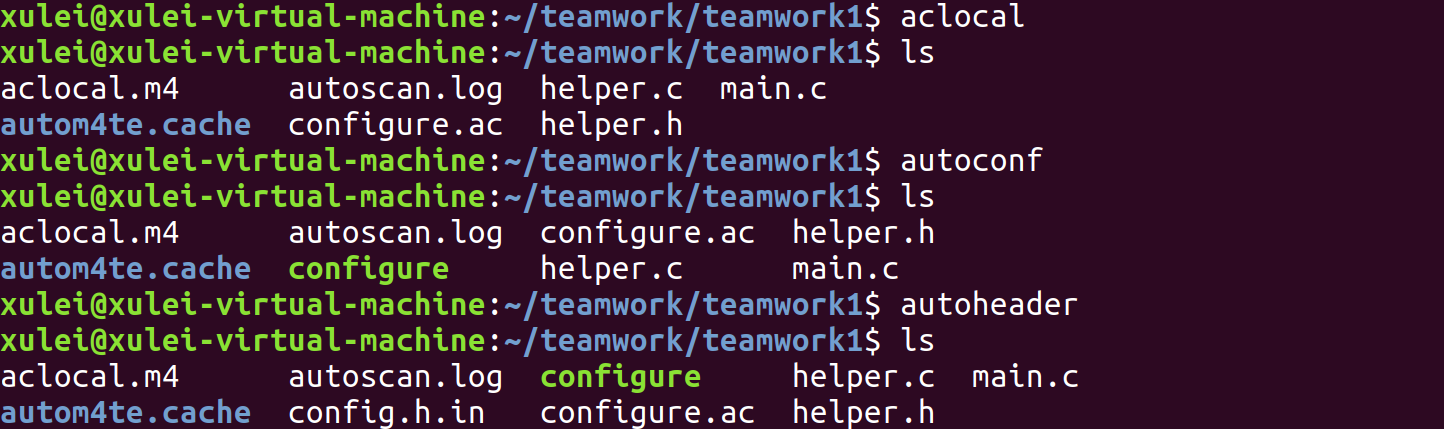 xulei@xulei-virtual-machine:~/teamwork/teamwork1$ aclocal
xulei@xulei-virtual-machine:~/teamwork/teamwork1$ ls
aclocal.m4      autoscan.log  helper.c  main.c
autom4te.cache  configure.ac  helper.h
xulei@xulei-virtual-machine:~/teamwork/teamwork1$ autoconf
xulei@xulei-virtual-machine:~/teamwork/teamwork1$ ls
aclocal.m4      autoscan.log  configure.ac  helper.h
autom4te.cache  configure     helper.c      main.c
xulei@xulei-virtual-machine:~/teamwork/teamwork1$ autoheader
xulei@xulei-virtual-machine:~/teamwork/teamwork1$ ls
aclocal.m4      autoscan.log  configure     helper.c  main.c
autom4te.cache  config.h.in   configure.ac  helper.h